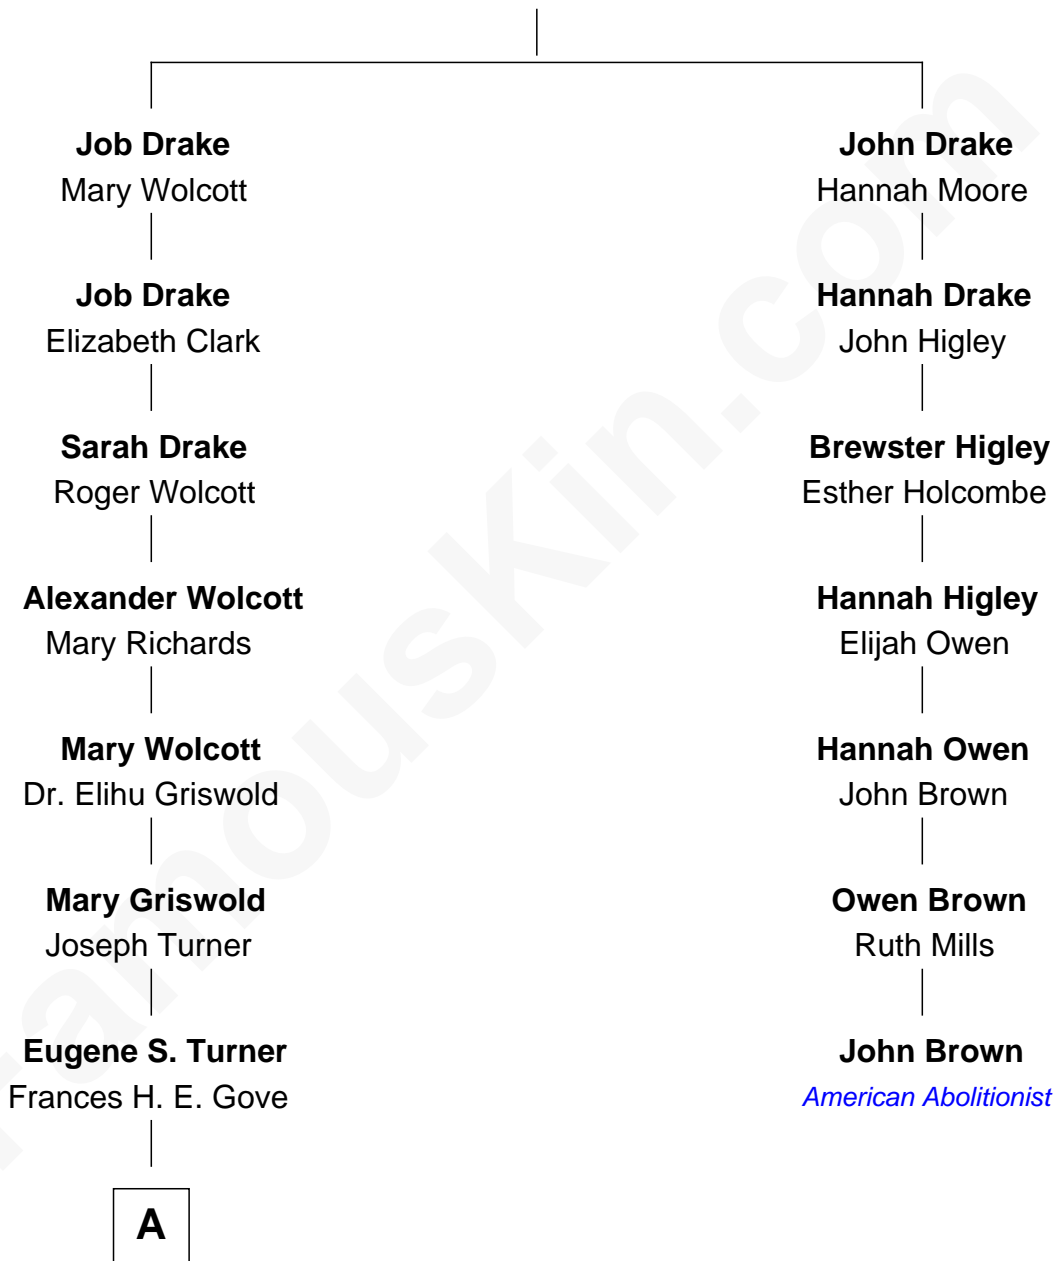 Job Drake
Mary Wolcott
Job Drake
Elizabeth Clark
Sarah Drake
Roger Wolcott
Alexander Wolcott
Mary Richards
Mary Wolcott
Dr. Elihu Griswold
Mary Griswold
Joseph Turner
Eugene S. Turner
Frances H. E. Gove
A
John Drake
Hannah Moore
Hannah Drake
John Higley
Brewster Higley
Esther Holcombe
Hannah Higley
Elijah Owen
Hannah Owen
John Brown
Owen Brown
Ruth Mills
John Brown
American Abolitionist
FamousKin.com